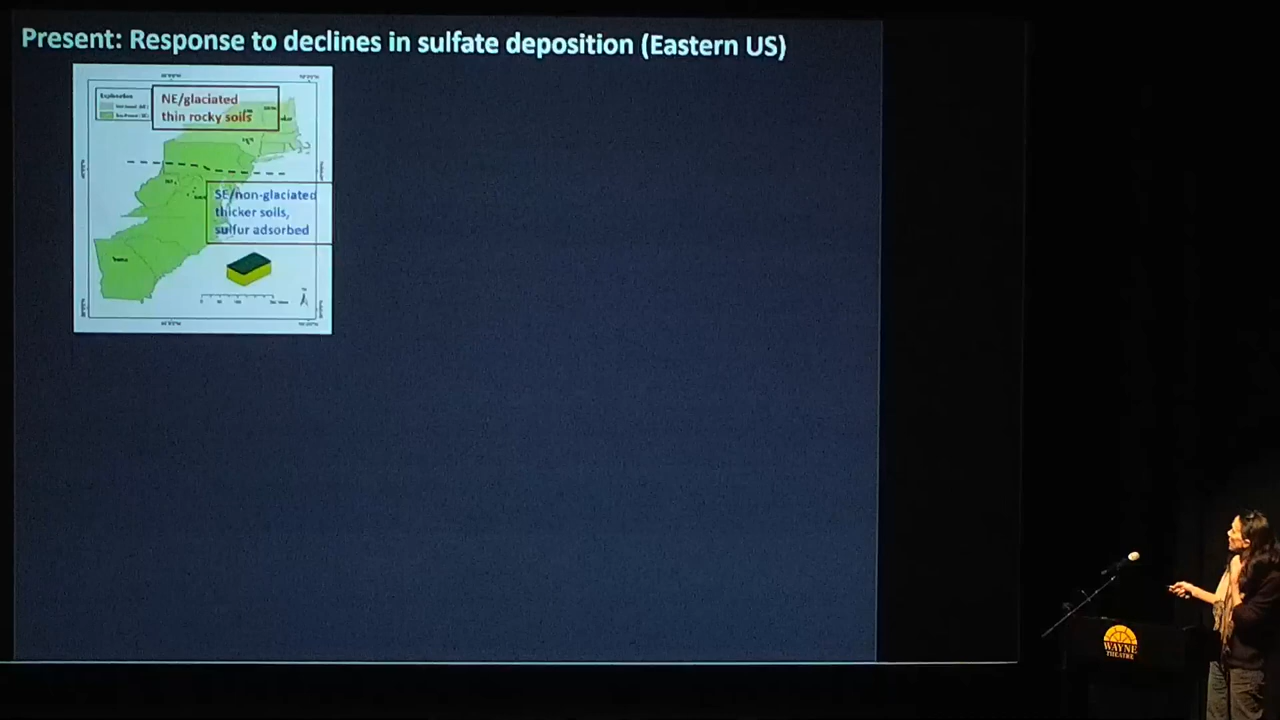 Present: Response to declines in sulfate deposition (Eastern US)
NE/glaciated
thin rocky soils
Explanation
SE/non-glaciated
thicker soils,
sulfur adsorbed
WAYNE
THEATRE